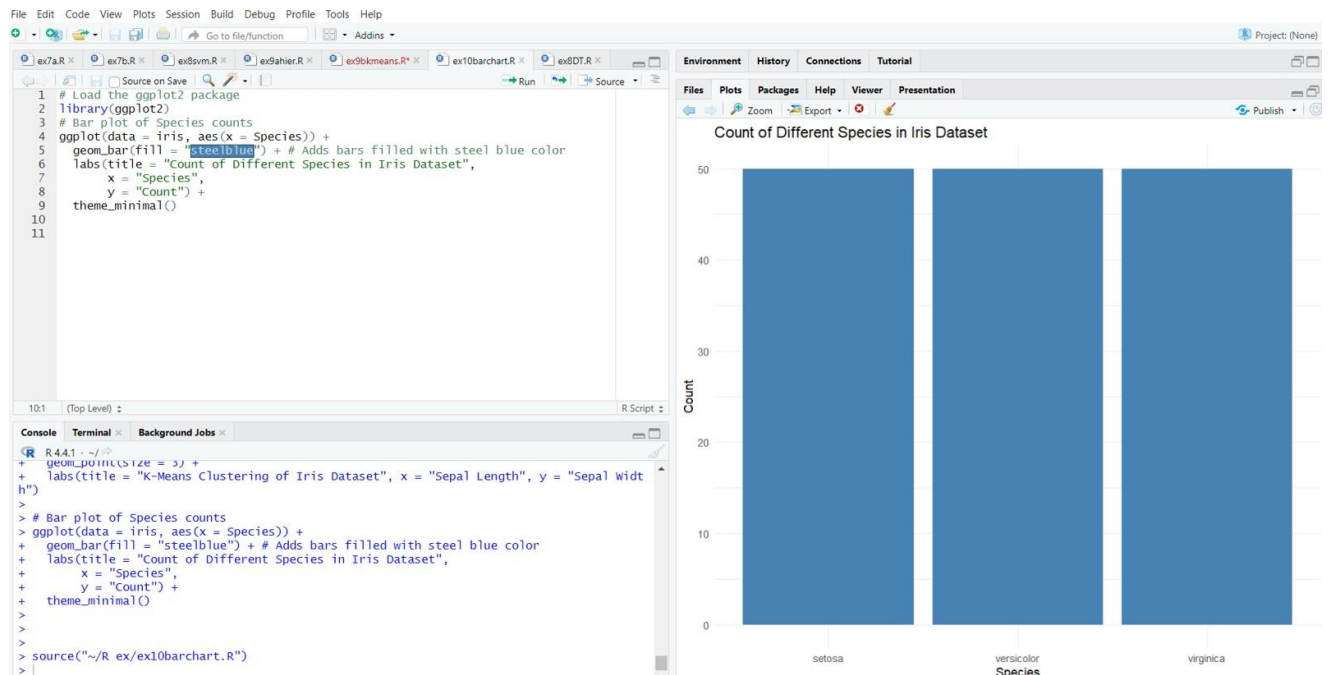 File Edit Code View Plots Session Build Debug Profile Tools Help
Go to file/function Addins Project: (None)
ex7a.R ex7b.R ex8svm.R ex9ahier.R ex9bkmeans.R* ex10barchart.R ex8DT.R
Source on Save Run Source
1 # Load the ggplot2 package
2 library(ggplot2)
3 # Bar plot of Species counts
4 ggplot(data = iris, aes(x = Species)) +
5 geom_bar(fill = "steelblue") + # Adds bars filled with steel blue color
6 labs(title = "Count of Different Species in Iris Dataset",
7 x = "Species",
8 y = "Count") +
9 theme_minimal()
10
11
10:1 (Top Level) R Script
Console Terminal Background Jobs
R 4.4.1 · ~/
+ geom_point(size = 3) +
+ labs(title = "K-Means Clustering of Iris Dataset", x = "Sepal Length", y = "Sepal Widt
h")
>
> # Bar plot of Species counts
> ggplot(data = iris, aes(x = Species)) +
+ geom_bar(fill = "steelblue") + # Adds bars filled with steel blue color
+ labs(title = "Count of Different Species in Iris Dataset",
+ x = "Species",
+ y = "Count") +
+ theme_minimal()
>
>
>
> source("~/R ex/ex10barchart.R")
>
Environment History Connections Tutorial
Files Plots Packages Help Viewer Presentation
Zoom Export Publish
Count of Different Species in Iris Dataset
50
40
30
20
10
0
Count
setosa versicolor virginica
Species